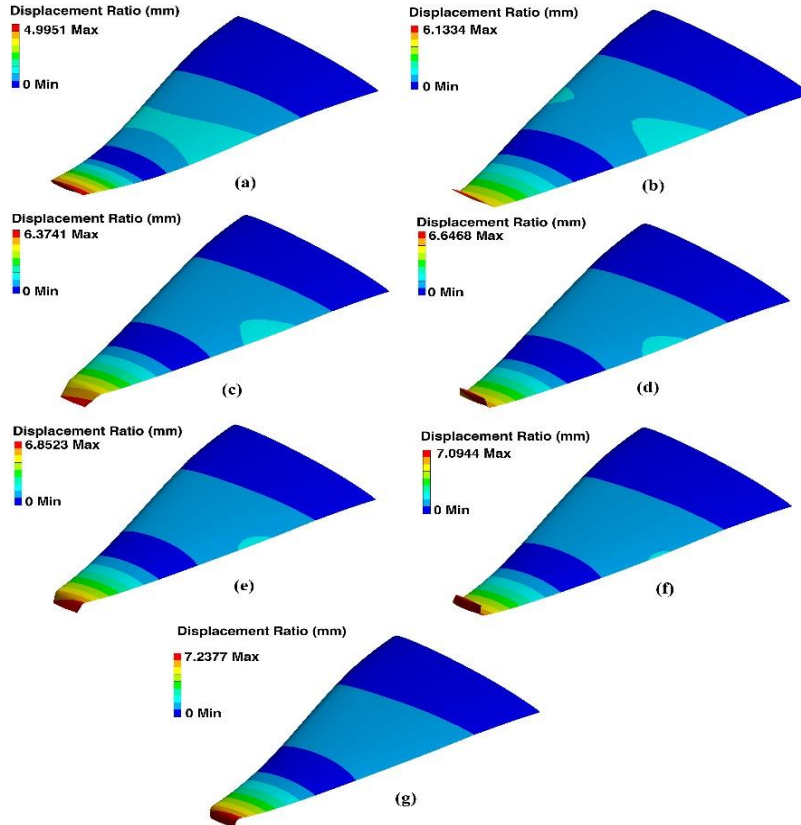 Displacement Ratio (mm)
4.9951 Max
0 Min
(a)
Displacement Ratio (mm)
6.1334 Max
0 Min
(b)
Displacement Ratio (mm)
6.3741 Max
0 Min
(c)
Displacement Ratio (mm)
6.6468 Max
0 Min
(d)
Displacement Ratio (mm)
6.8523 Max
0 Min
(e)
Displacement Ratio (mm)
7.0944 Max
0 Min
(f)
Displacement Ratio (mm)
7.2377 Max
0 Min
(g)